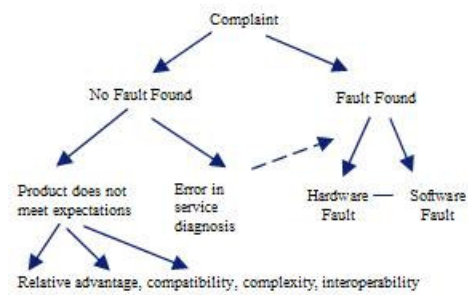 Complaint
No Fault Found
Fault Found
Product does not
meet expectations
Error in
service
diagnosis
Hardware
Fault
Software
Fault
Relative advantage, compatibility, complexity, interoperability